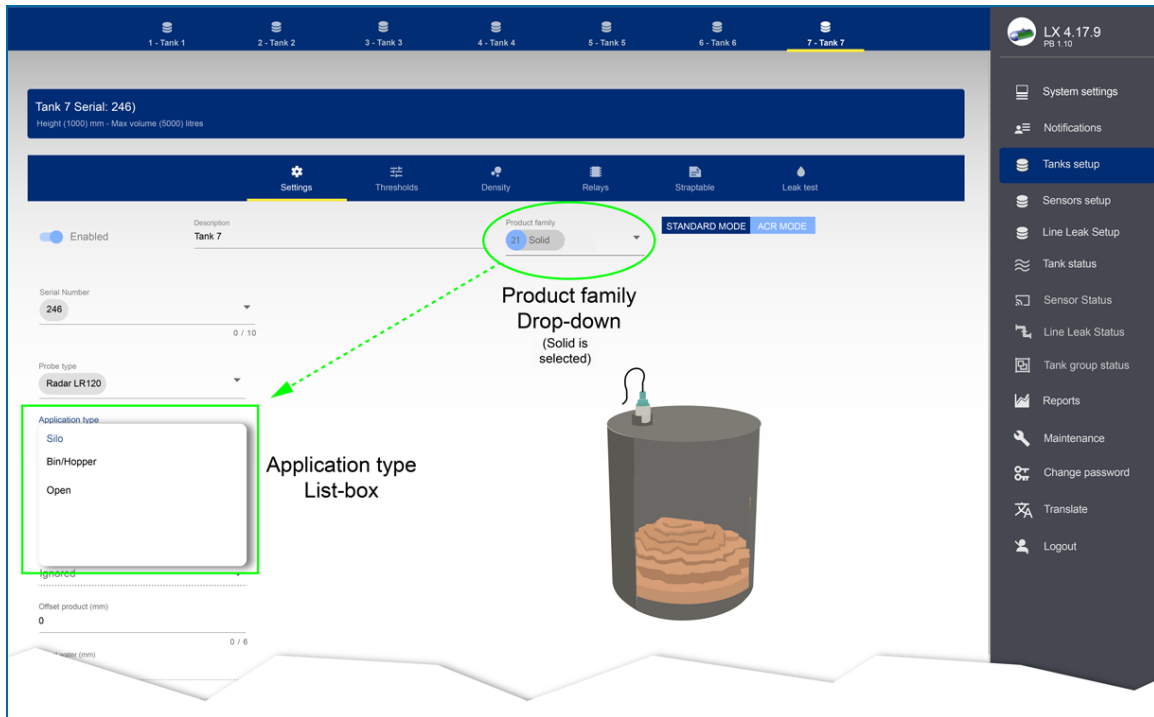 1 - Tank 1
2 - Tank 2
3 - Tank 3
4 - Tank 4
5 - Tank 5
6 - Tank 6
7 - Tank 7
LX 4.17.9
PB 1.10
Tank 7 Serial: 246)
Height (1000) mm - Max volume (5000) litres
Settings
Thresholds
Density
Relays
Straptable
Leak test
Enabled
Description
Tank 7
Product family
21 Solid
STANDARD MODE
ACR MODE
Serial Number
246
0 / 10
Product family
Drop-down
(Solid is
selected)
Probe type
Radar LR120
Application type
Silo
Bin/Hopper
Open
Application type
List-box
Ignored
Offset product (mm)
0
0 / 6
water (mm)
System settings
Notifications
Tanks setup
Sensors setup
Line Leak Setup
Tank status
Sensor Status
Line Leak Status
Tank group status
Reports
Maintenance
Change password
Translate
Logout